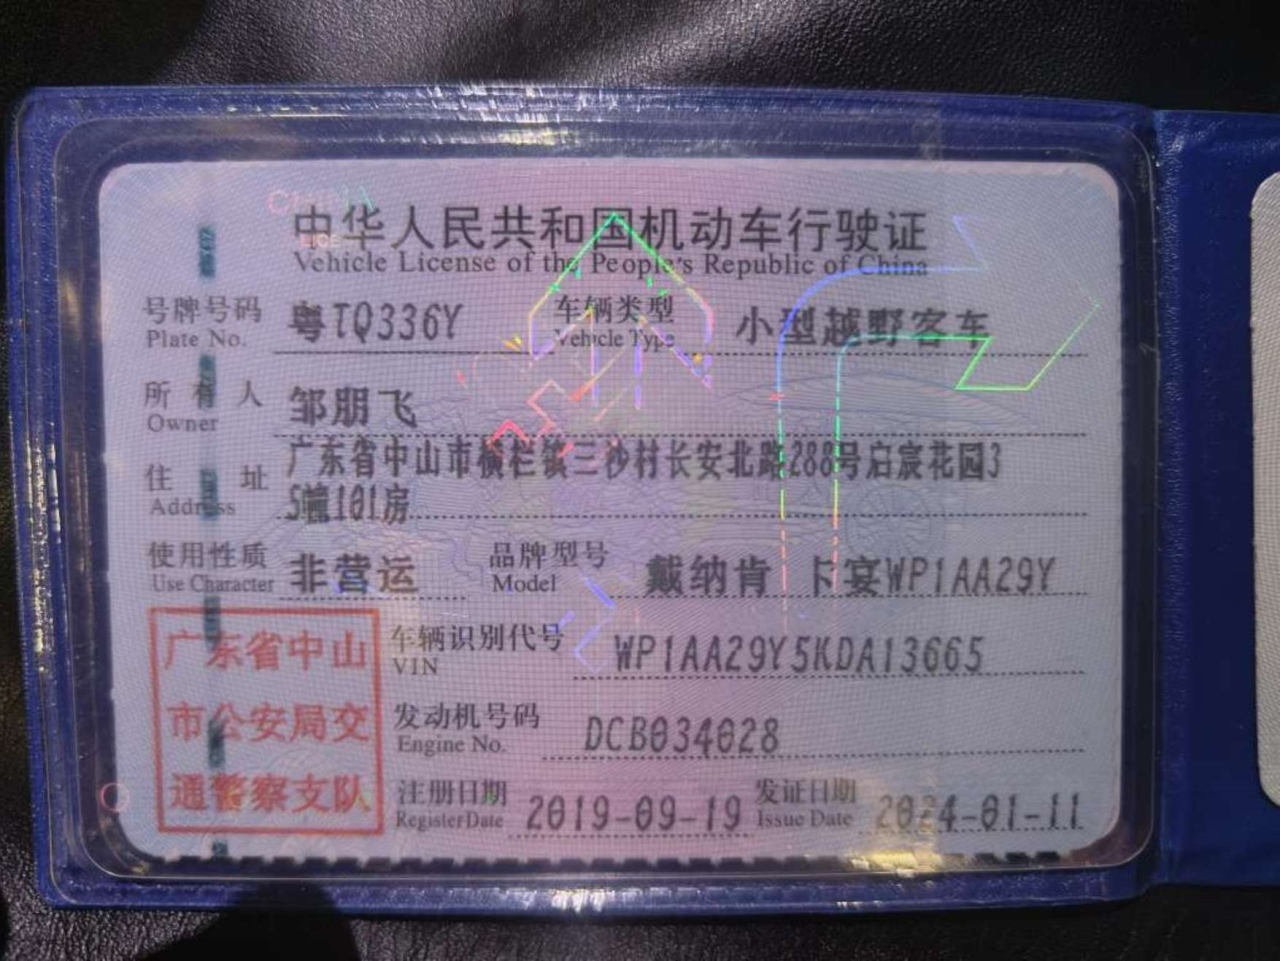 中华人民共和国机动车行驶证
Vehicle License of the People's Republic of China
号牌号码 粤TQ336Y 车辆类型 小型越野客车
Plate No. Vehicle Type
所有人 邹朋飞
Owner
住址 广东省中山市横栏镇三沙村长安北路288号启宸花园3
Address 5幢101房
使用性质 非营运 品牌型号 戴纳肯 卡宴WP1AA29Y
Use Character Model
广东省中山
市公安局交
通警察支队
车辆识别代号 WP1AA29Y5KDA13665
VIN
发动机号码 DCB034028
Engine No.
注册日期 2019-09-19 发证日期 2024-01-11
Register Date Issue Date